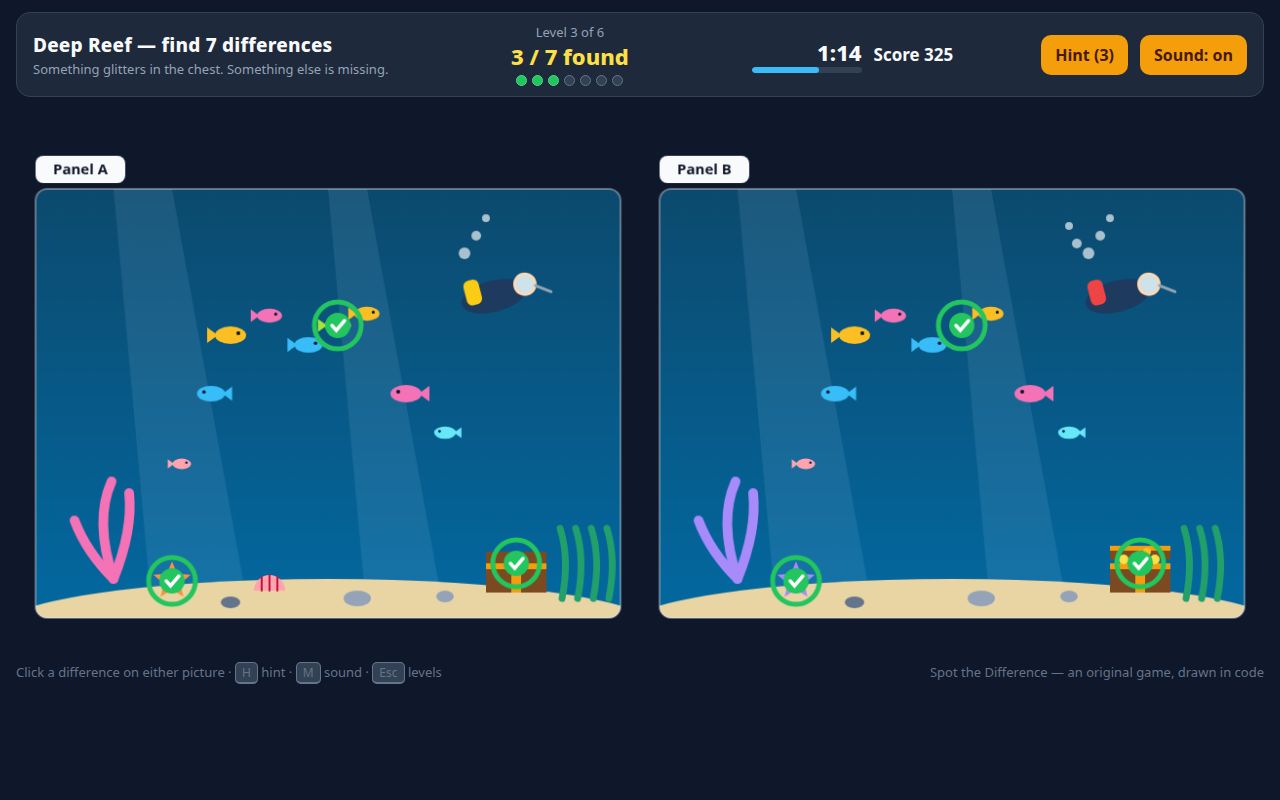 Deep Reef — find 7 differences
Something glitters in the chest. Something else is missing.
Level 3 of 6
3 / 7 found
1:14 Score 325
Hint (3)
Sound: on
Panel A
Panel B
Click a difference on either picture · H hint · M sound · Esc levels
Spot the Difference — an original game, drawn in code